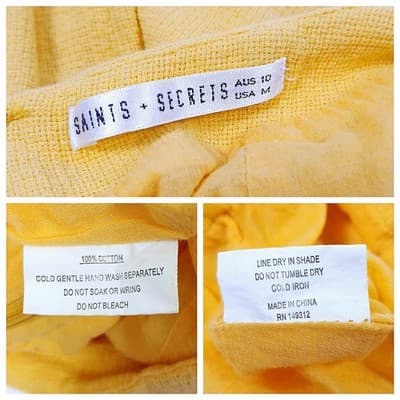 SAINTS + SECRETS
AUS 10
USA M
100% COTTON
COLD GENTLE HAND WASH SEPARATELY
DO NOT SOAK OR WRING
DO NOT BLEACH
LINE DRY IN SHADE
DO NOT TUMBLE DRY
COLD IRON
MADE IN CHINA
RN 149312